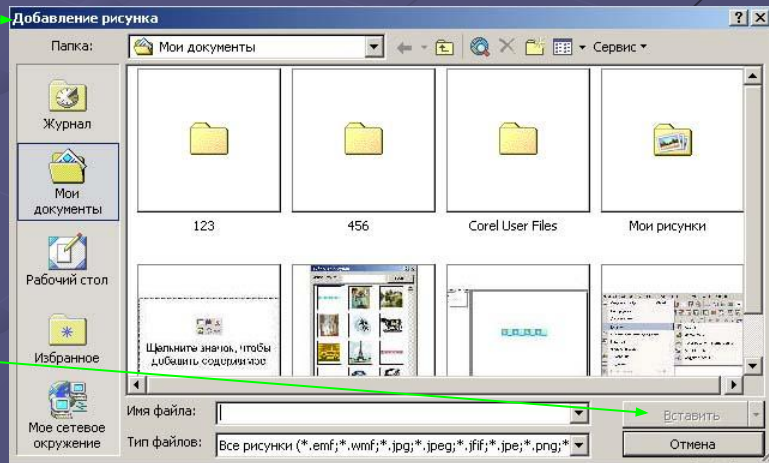 Добавление рисунка
Папка:
Мои документы
Сервис
Журнал
Мои
документы
Рабочий стол
Избранное
Мое сетевое
окружение
123
456
Corel User Files
Мои рисунки
Щелкните значок, чтобы
добавить содержимое
Имя файла:
Вставить
Тип файлов:
Все рисунки (*.emf;*.wmf;*.jpg;*.jpeg;*.jfif;*.jpe;*.png;*
Отмена